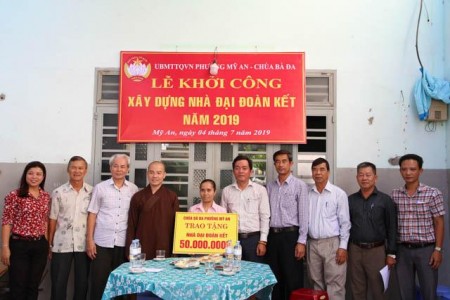 UBMTTQVN PHƯỜNG MỸ AN - CHÙA BÀ ĐA
LỄ KHỞI CÔNG
XÂY DỰNG NHÀ ĐẠI ĐOÀN KẾT
NĂM 2019
Mỹ An, ngày 04 tháng 7 năm 2019
TRAO TẶNG
NHÀ ĐẠI ĐOÀN KẾT
50.000.000